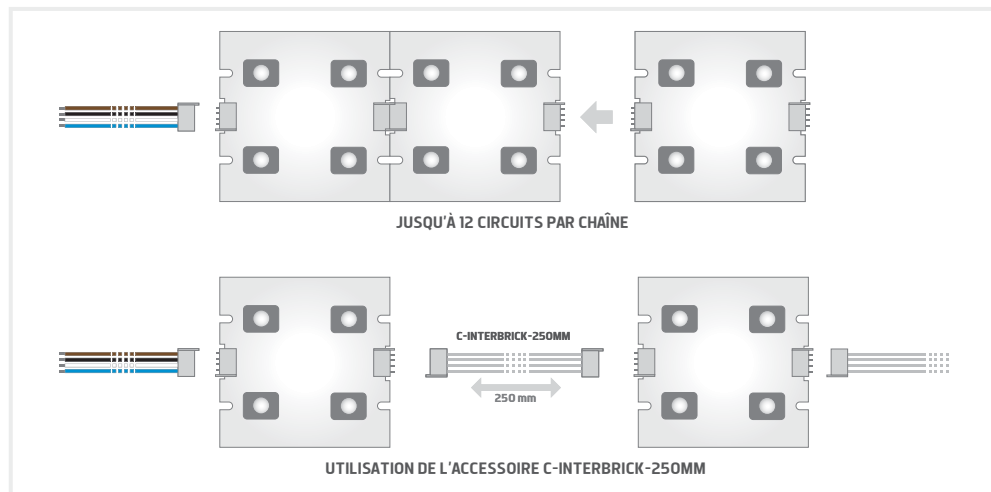 JUSQU'À 12 CIRCUITS PAR CHAÎNE
C-INTERBRICK-250MM
250 mm
UTILISATION DE L'ACCESSOIRE C-INTERBRICK-250MM